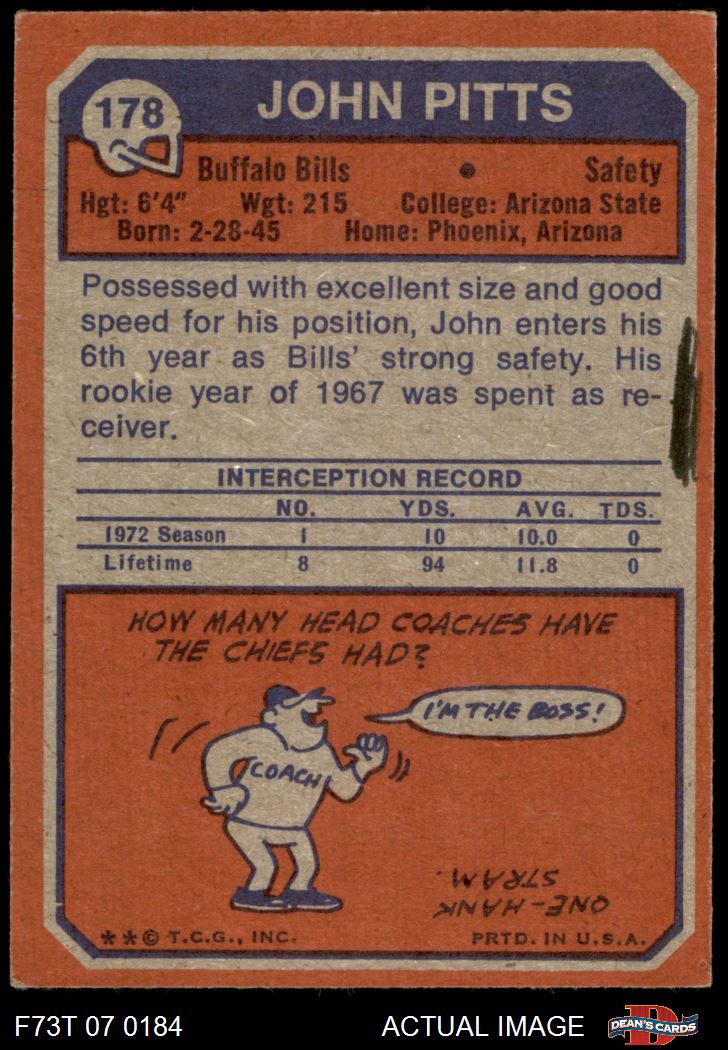 178
JOHN PITTS
Buffalo Bills • Safety
Hgt: 6'4" Wgt: 215 College: Arizona State
Born: 2-28-45 Home: Phoenix, Arizona
Possessed with excellent size and good
speed for his position, John enters his
6th year as Bills' strong safety. His
rookie year of 1967 was spent as re-
ceiver.
INTERCEPTION RECORD
NO. YDS. AVG. TDS.
1972 Season 1 10 10.0 0
Lifetime 8 94 11.8 0
HOW MANY HEAD COACHES HAVE
THE CHIEFS HAD?
I'M THE BOSS!
COACH
ONE-HANK
STRAM.
**© T.C.G., INC. PRTD. IN U.S.A.
F73T 07 0184 ACTUAL IMAGE
D
DEAN'S CARDS